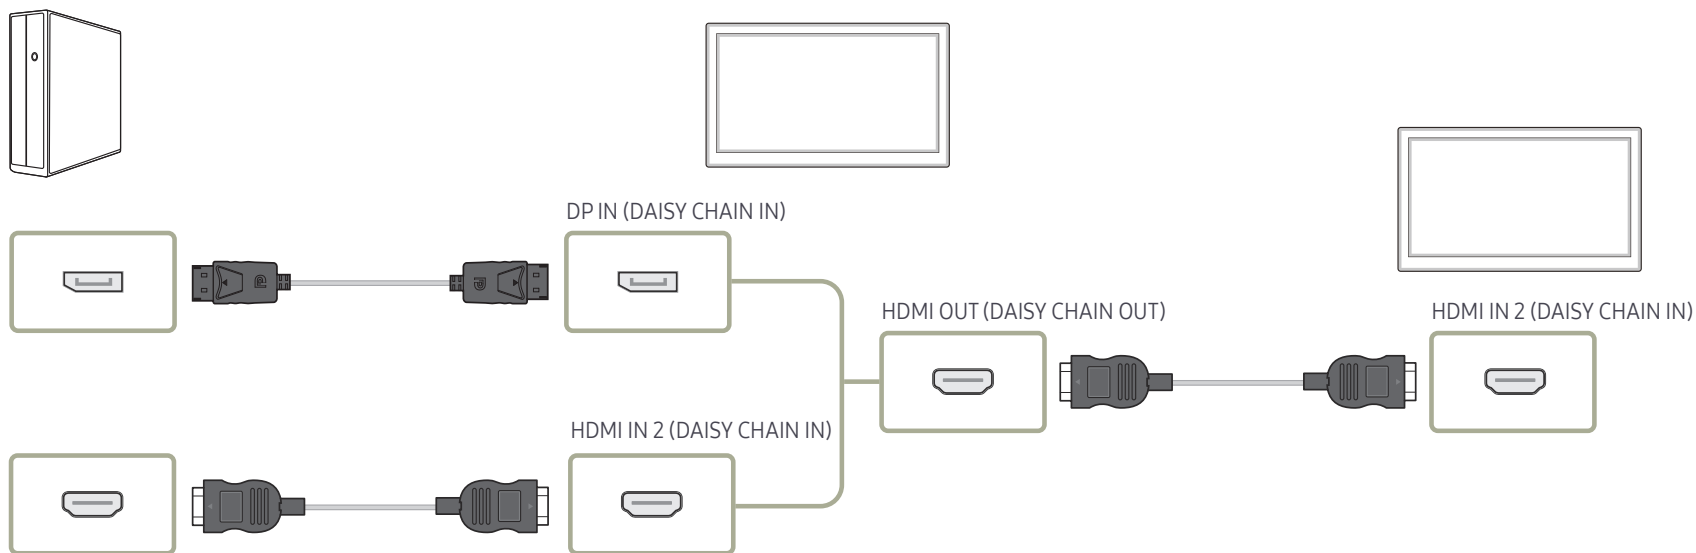 DP IN (DAISY CHAIN IN)
HDMI OUT (DAISY CHAIN OUT)
HDMI IN 2 (DAISY CHAIN IN)
HDMI IN 2 (DAISY CHAIN IN)